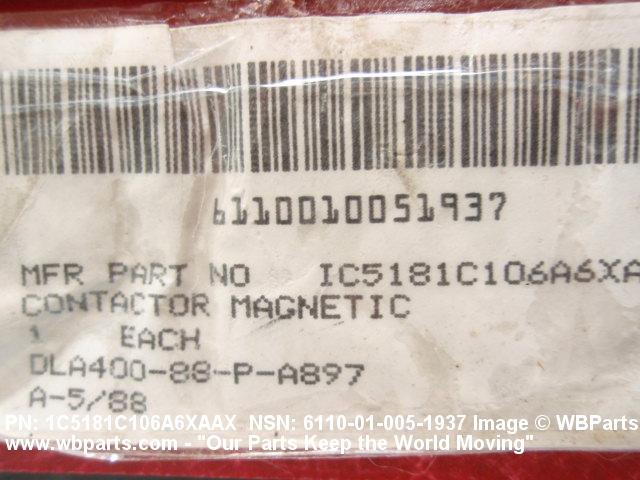 6110010051937
MFR PART NO IC5181C106A6XA
CONTACTOR MAGNETIC
1 EACH
DLA400-88-P-A897
A-5/88
PN: 1C5181C106A6XAAX NSN: 6110-01-005-1937 Image © WBParts
www.wbparts.com - "Our Parts Keep the World Moving"